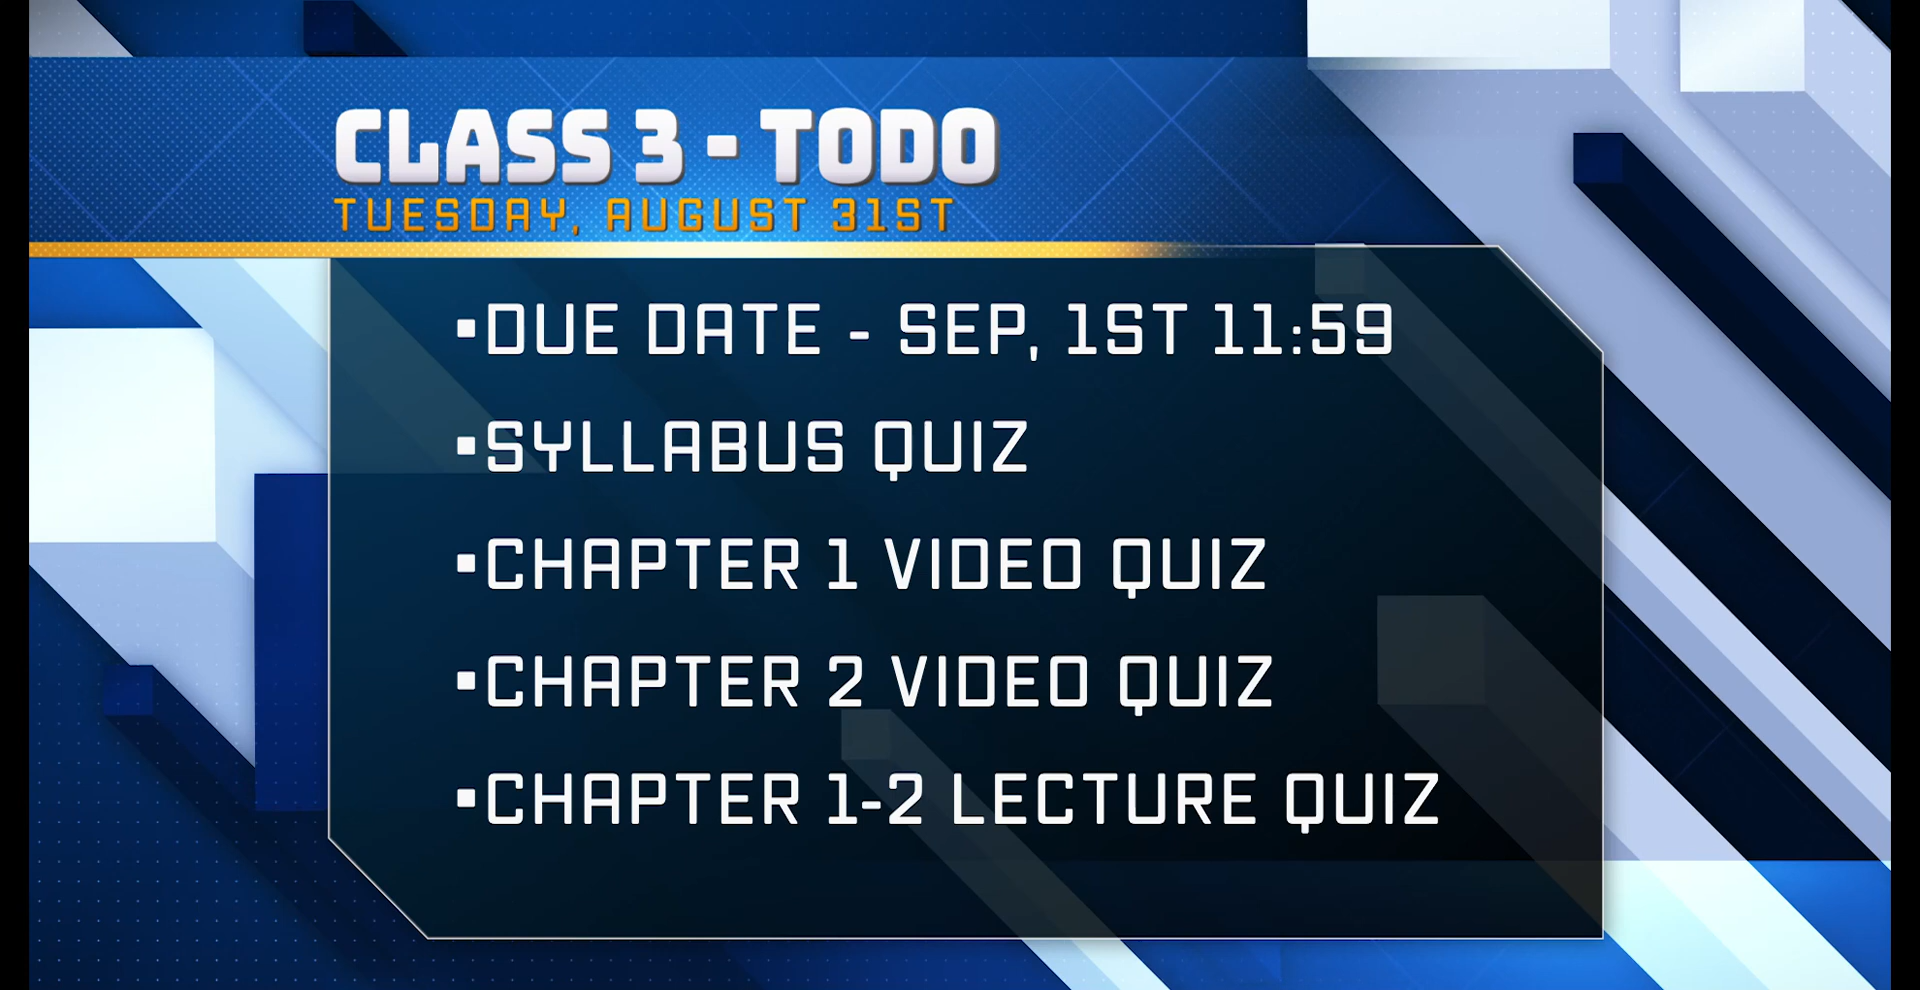 CLASS 3 - TODO
TUESDAY, AUGUST 31ST
▪DUE DATE - SEP, 1ST 11:59
▪SYLLABUS QUIZ
▪CHAPTER 1 VIDEO QUIZ
▪CHAPTER 2 VIDEO QUIZ
▪CHAPTER 1-2 LECTURE QUIZ